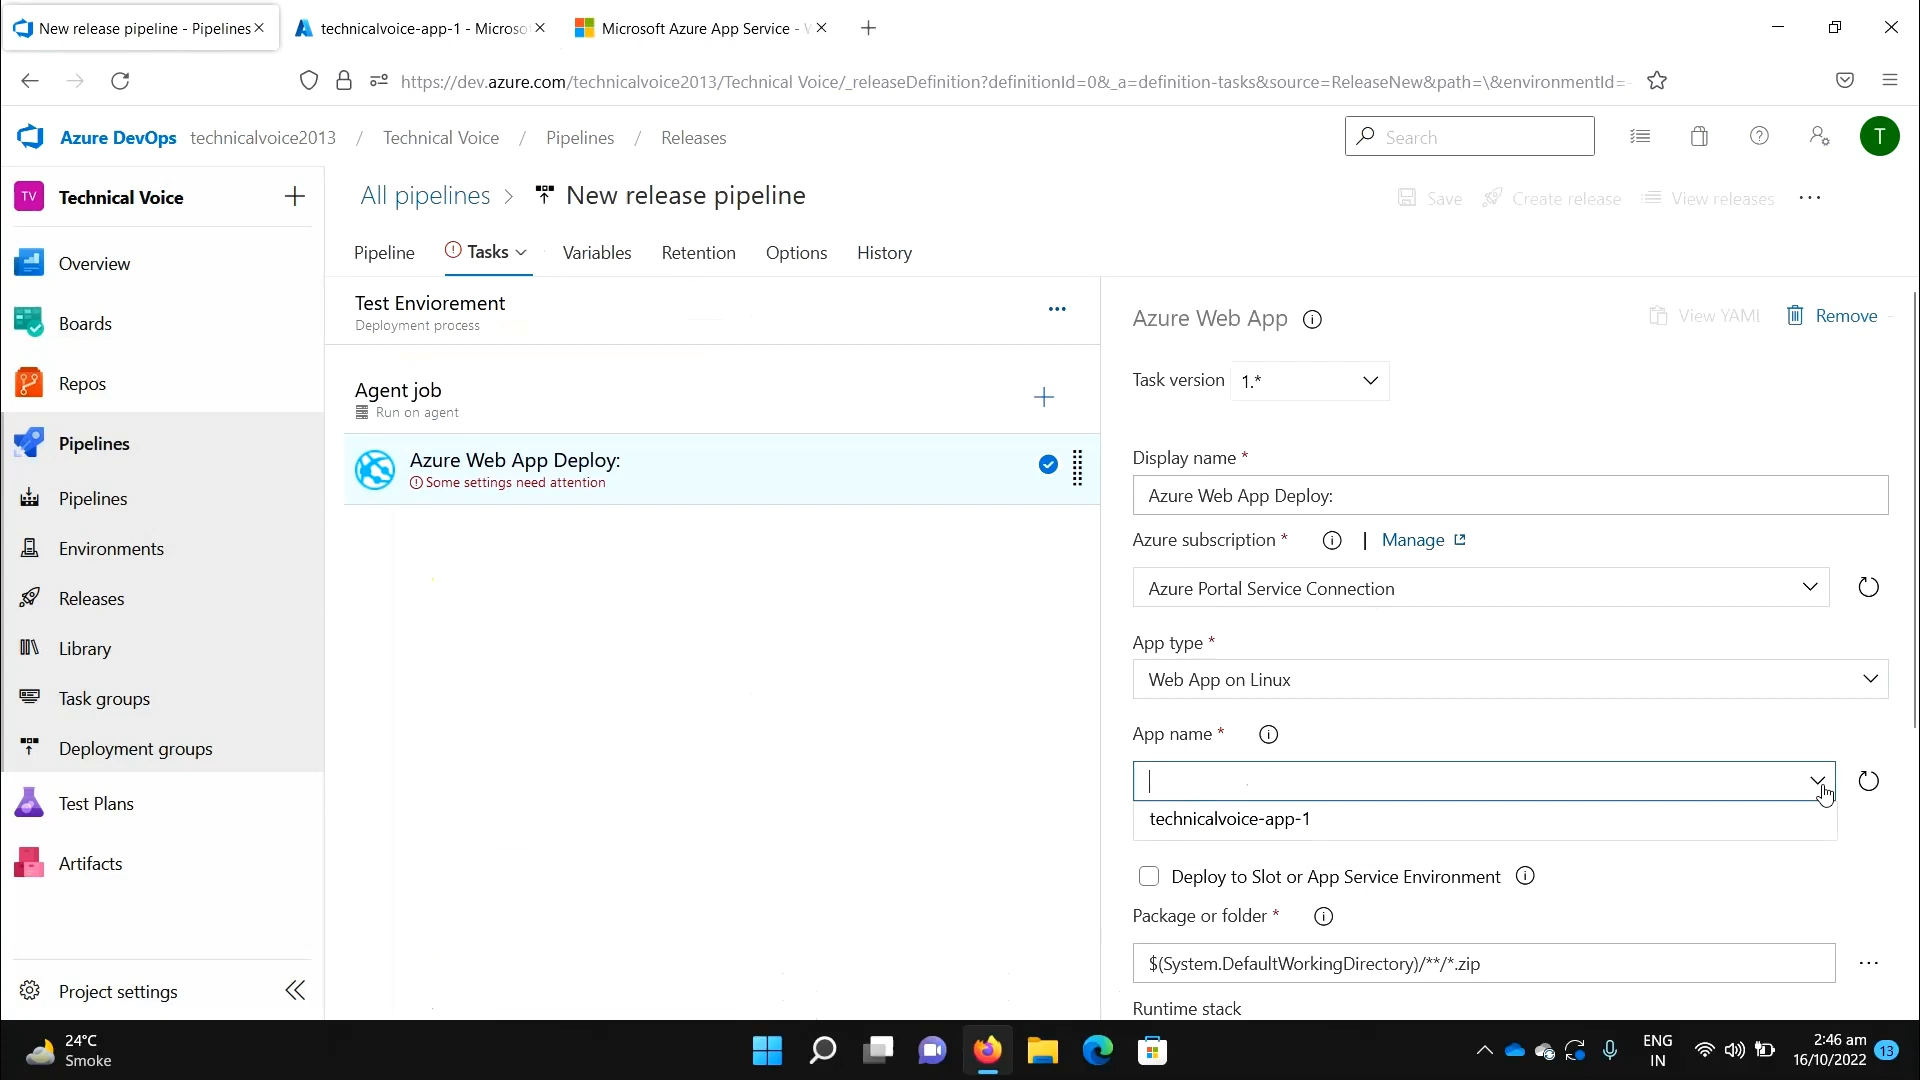 New release pipeline - Pipelines
technicalvoice-app-1 - Microso
Microsoft Azure App Service -
https://dev.azure.com/technicalvoice2013/Technical Voice/_releaseDefinition?definitionId=0&_a=definition-tasks&source=ReleaseNew&path=\&environmentId=-
Azure DevOps technicalvoice2013 / Technical Voice / Pipelines / Releases
Search
T
TV Technical Voice
All pipelines > New release pipeline
Save Create release View releases
Pipeline Tasks Variables Retention Options History
Overview
Boards
Repos
Pipelines
Pipelines
Environments
Releases
Library
Task groups
Deployment groups
Test Plans
Artifacts
Project settings
Test Enviorement
Deployment process
Agent job
Run on agent
Azure Web App Deploy:
Some settings need attention
Azure Web App
View YAML Remove
Task version 1.*
Display name *
Azure Web App Deploy:
Azure subscription * | Manage
Azure Portal Service Connection
App type *
Web App on Linux
App name *
technicalvoice-app-1
Deploy to Slot or App Service Environment
Package or folder *
$(System.DefaultWorkingDirectory)/**/*.zip
Runtime stack
24°C
Smoke
ENG
IN
2:46 am
16/10/2022
13